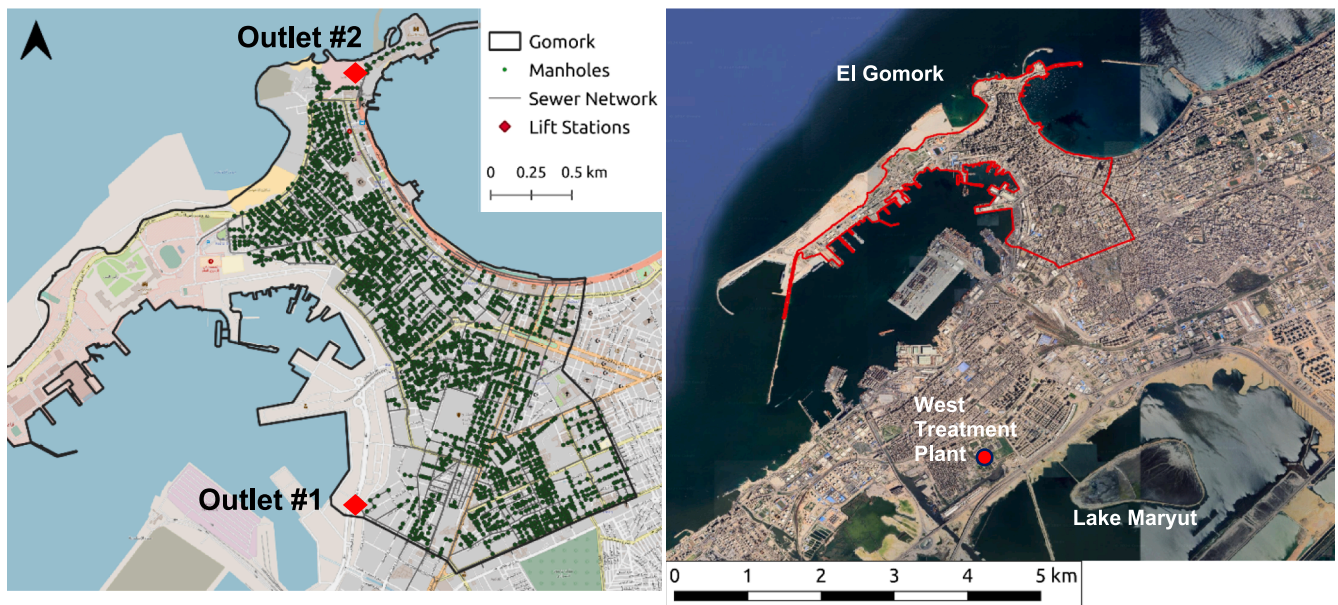 Outlet #2
Gomork
Manholes
Sewer Network
Lift Stations
0 0.25 0.5 km
Outlet #1
El Gomork
West
Treatment
Plant
Lake Maryut
0 1 2 3 4 5 km